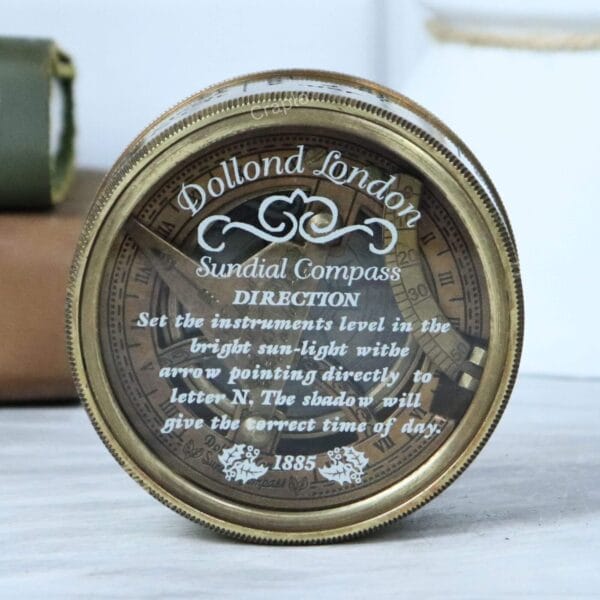 Dollond London
Sundial Compass
DIRECTION
Set the instruments level in the
bright sun-light withe
arrow pointing directly to
letter N, The shadow will
give the correct time of day.
1885